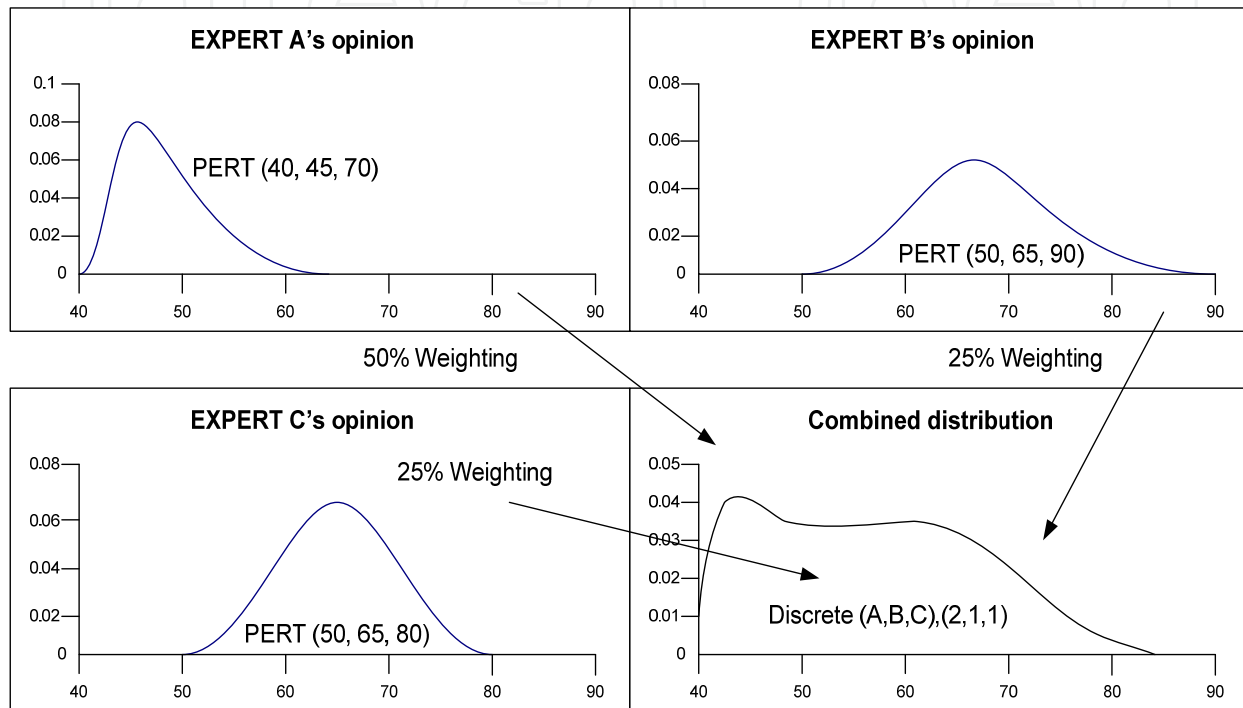 EXPERT A's opinion
0.1
0.08
0.06
0.04
0.02
0
PERT (40, 45, 70)
40 50 60 70 80 90
EXPERT B's opinion
0.08
0.06
0.04
0.02
0
PERT (50, 65, 90)
40 50 60 70 80 90
50% Weighting
25% Weighting
EXPERT C's opinion
0.08
0.06
0.04
0.02
0
25% Weighting
PERT (50, 65, 80)
40 50 60 70 80 90
Combined distribution
0.05
0.04
0.03
0.02
0.01
0
Discrete (A,B,C),(2,1,1)
40 50 60 70 80 90